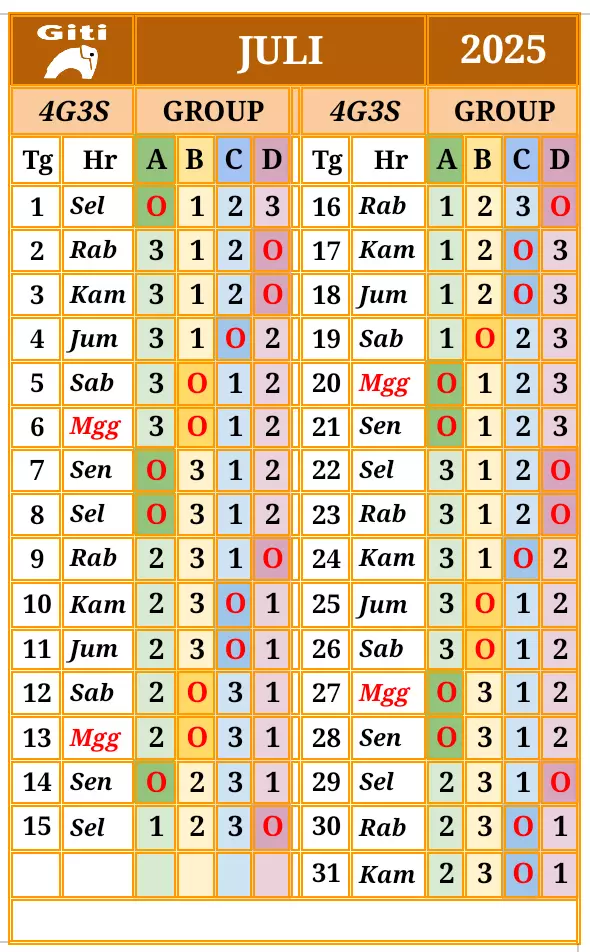 Giti JULI 2025
4G3S GROUP 4G3S GROUP
Tg Hr A B C D Tg Hr A B C D
1 Sel O 1 2 3 16 Rab 1 2 3 O
2 Rab 3 1 2 O 17 Kam 1 2 O 3
3 Kam 3 1 2 O 18 Jum 1 2 O 3
4 Jum 3 1 O 2 19 Sab 1 O 2 3
5 Sab 3 O 1 2 20 Mgg O 1 2 3
6 Mgg 3 O 1 2 21 Sen O 1 2 3
7 Sen O 3 1 2 22 Sel 3 1 2 O
8 Sel O 3 1 2 23 Rab 3 1 2 O
9 Rab 2 3 1 O 24 Kam 3 1 O 2
10 Kam 2 3 O 1 25 Jum 3 O 1 2
11 Jum 2 3 O 1 26 Sab 3 O 1 2
12 Sab 2 O 3 1 27 Mgg O 3 1 2
13 Mgg 2 O 3 1 28 Sen O 3 1 2
14 Sen O 2 3 1 29 Sel 2 3 1 O
15 Sel 1 2 3 O 30 Rab 2 3 O 1
31 Kam 2 3 O 1